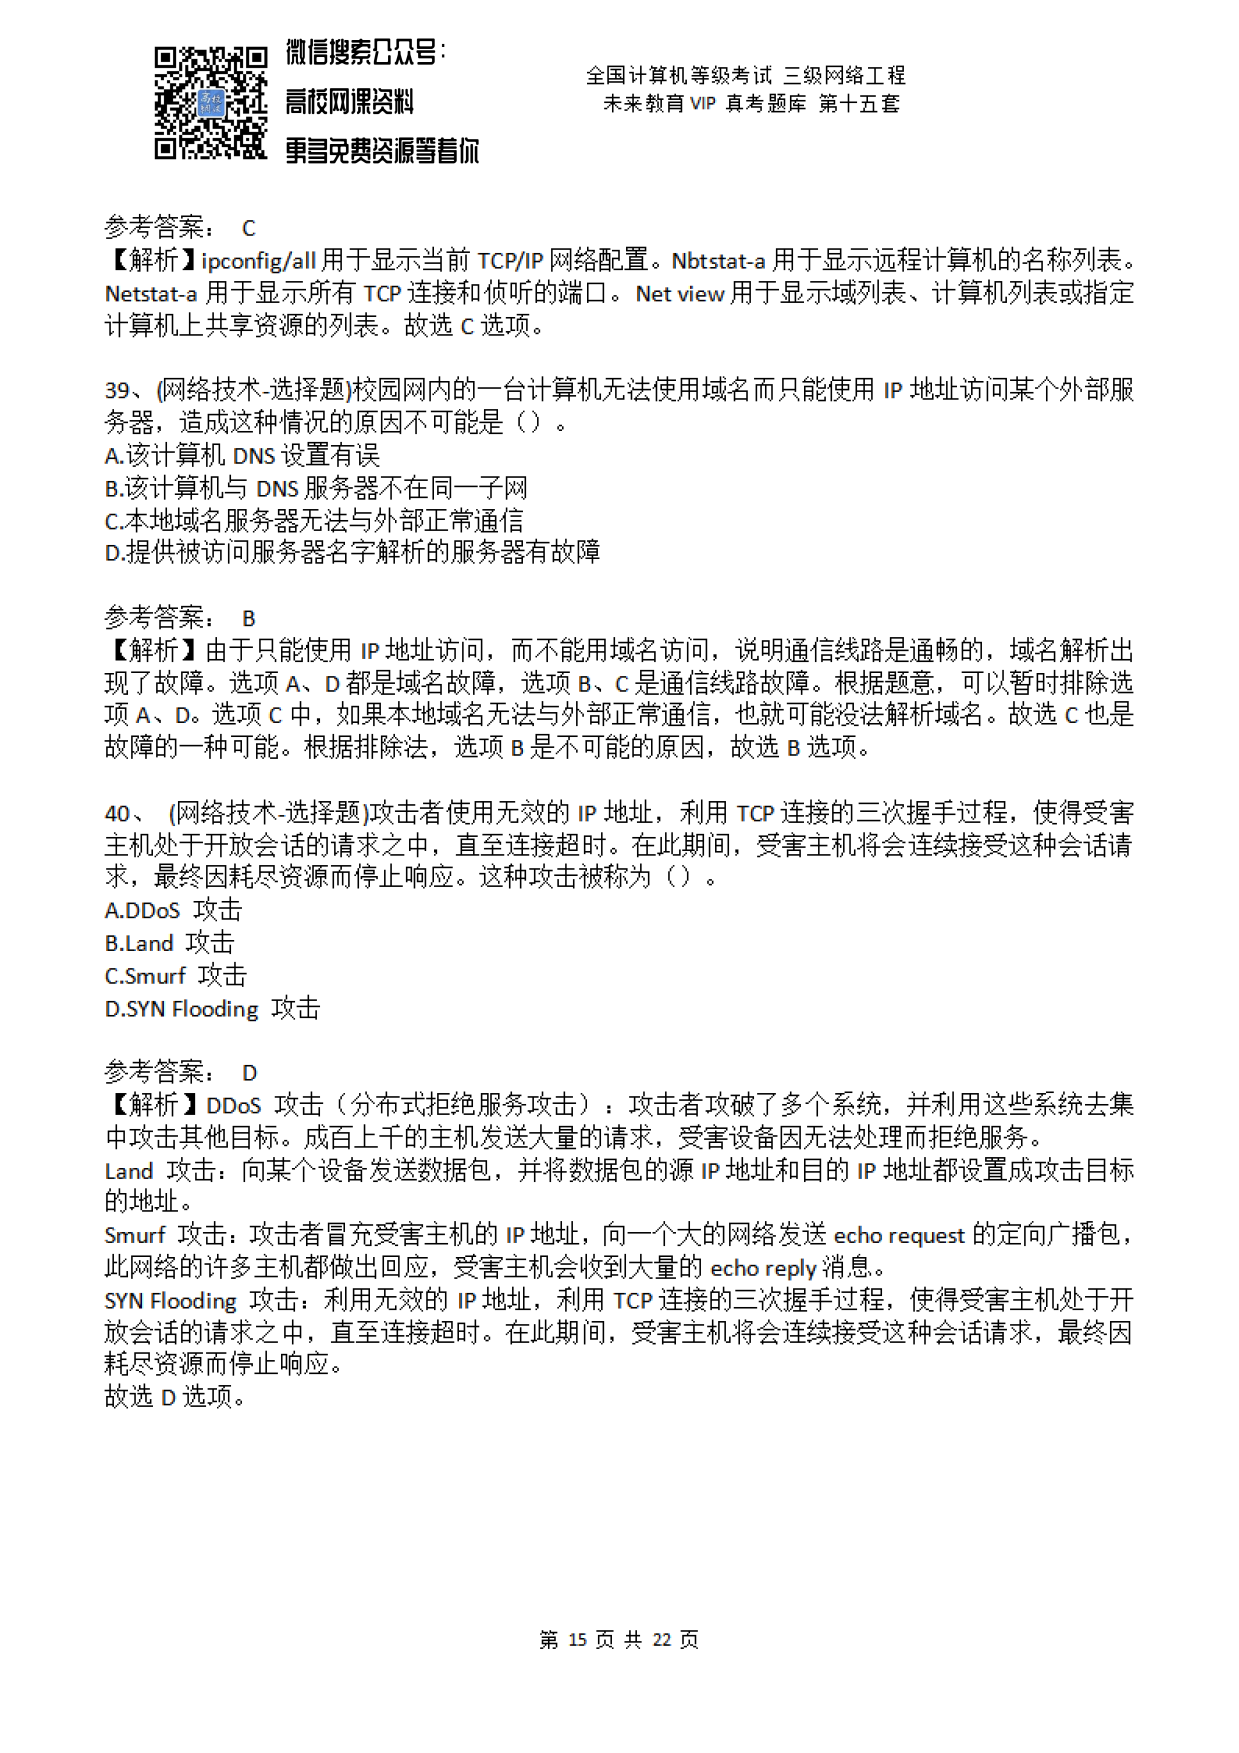 微信搜索公众号：
高校网课资料
更多免费资源等着你
高校
网课
全国计算机等级考试 三级网络工程
未来教育 VIP 真考题库 第十五套
参考答案： C
【解析】ipconfig/all 用于显示当前 TCP/IP 网络配置。Nbtstat-a 用于显示远程计算机的名称列表。
Netstat-a 用于显示所有 TCP 连接和侦听的端口。Net view 用于显示域列表、计算机列表或指定
计算机上共享资源的列表。故选 C 选项。
39、(网络技术-选择题)校园网内的一台计算机无法使用域名而只能使用 IP 地址访问某个外部服
务器，造成这种情况的原因不可能是（）。
A.该计算机 DNS 设置有误
B.该计算机与 DNS 服务器不在同一子网
C.本地域名服务器无法与外部正常通信
D.提供被访问服务器名字解析的服务器有故障
参考答案： B
【解析】由于只能使用 IP 地址访问，而不能用域名访问，说明通信线路是通畅的，域名解析出
现了故障。选项 A、D 都是域名故障，选项 B、C 是通信线路故障。根据题意，可以暂时排除选
项 A、D。选项 C 中，如果本地域名无法与外部正常通信，也就可能没法解析域名。故选 C 也是
故障的一种可能。根据排除法，选项 B 是不可能的原因，故选 B 选项。
40、 (网络技术-选择题)攻击者使用无效的 IP 地址，利用 TCP 连接的三次握手过程，使得受害
主机处于开放会话的请求之中，直至连接超时。在此期间，受害主机将会连续接受这种会话请
求，最终因耗尽资源而停止响应。这种攻击被称为（）。
A.DDoS 攻击
B.Land 攻击
C.Smurf 攻击
D.SYN Flooding 攻击
参考答案： D
【解析】DDoS 攻击（分布式拒绝服务攻击）：攻击者攻破了多个系统，并利用这些系统去集
中攻击其他目标。成百上千的主机发送大量的请求，受害设备因无法处理而拒绝服务。
Land 攻击：向某个设备发送数据包，并将数据包的源 IP 地址和目的 IP 地址都设置成攻击目标
的地址。
Smurf 攻击：攻击者冒充受害主机的 IP 地址，向一个大的网络发送 echo request 的定向广播包，
此网络的许多主机都做出回应，受害主机会收到大量的 echo reply 消息。
SYN Flooding 攻击：利用无效的 IP 地址，利用 TCP 连接的三次握手过程，使得受害主机处于开
放会话的请求之中，直至连接超时。在此期间，受害主机将会连续接受这种会话请求，最终因
耗尽资源而停止响应。
故选 D 选项。
第 15 页 共 22 页